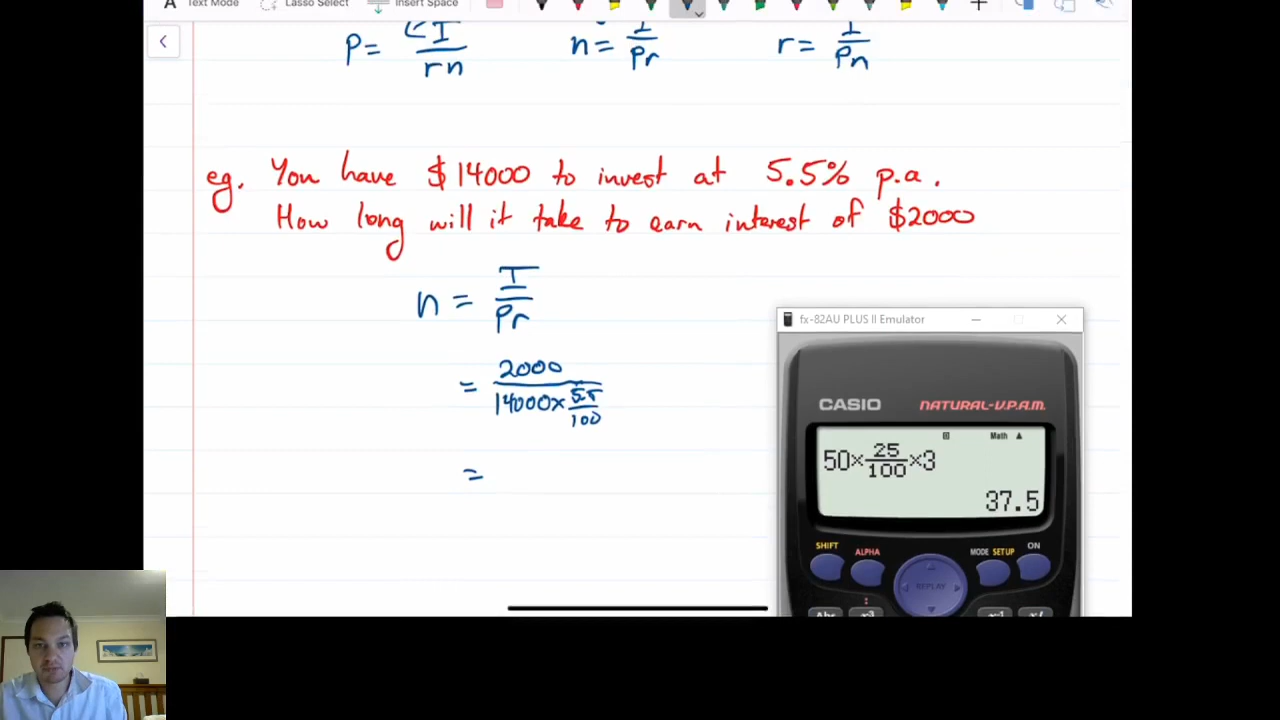 Text Mode Lasso Select Insert Space
P = I/rn n = I/Pr r = I/Pn
eg. You have $14000 to invest at 5.5% p.a.
How long will it take to earn interest of $2000
n = I/Pr
fx-82AU PLUS II Emulator
= 2000/14000×5.5/100
CASIO NATURAL-V.P.A.M.
Math
50×25/100×3
=
37.5
SHIFT ALPHA MODE SETUP ON
REPLAY